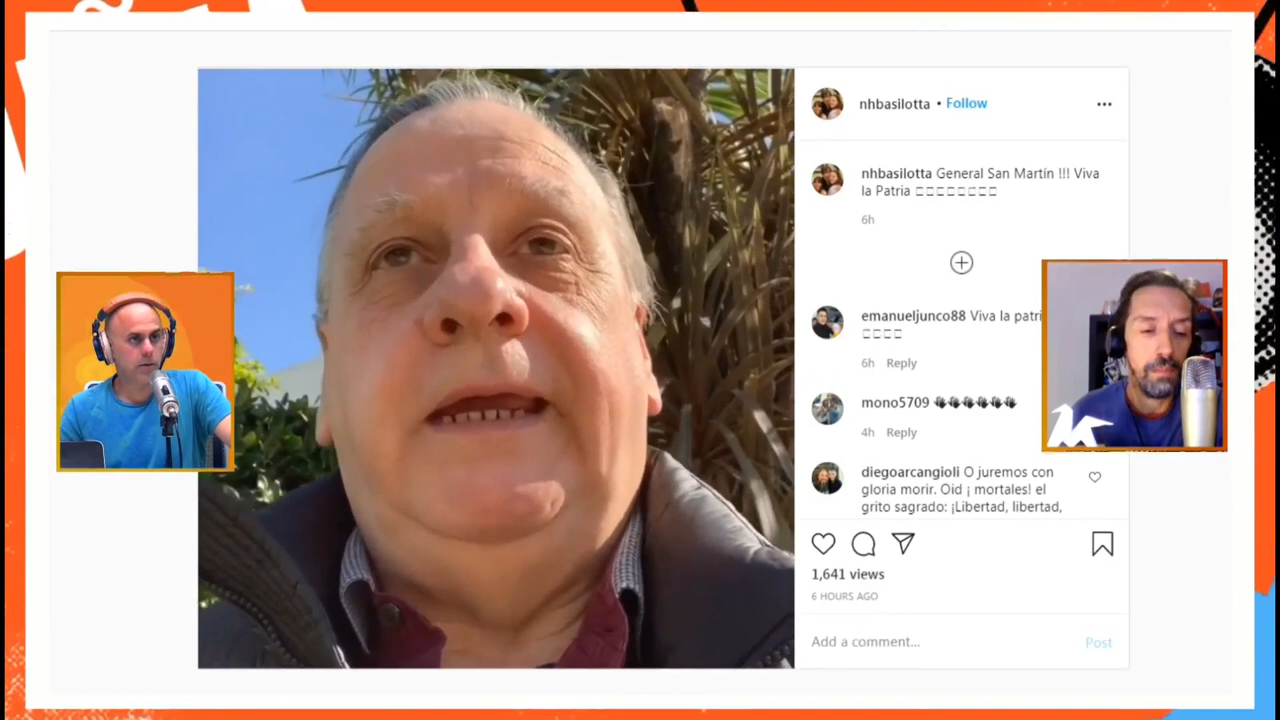 nhbasilotta • Follow
nhbasilotta General San Martín !!! Viva
la Patria
6h
emanueljunco88 Viva la patri
6h Reply
mono5709
4h Reply
diegoarcangioli O juremos con
gloria morir. Oid ¡ mortales! el
grito sagrado: ¡Libertad, libertad,
1,641 views
6 HOURS AGO
Add a comment... Post